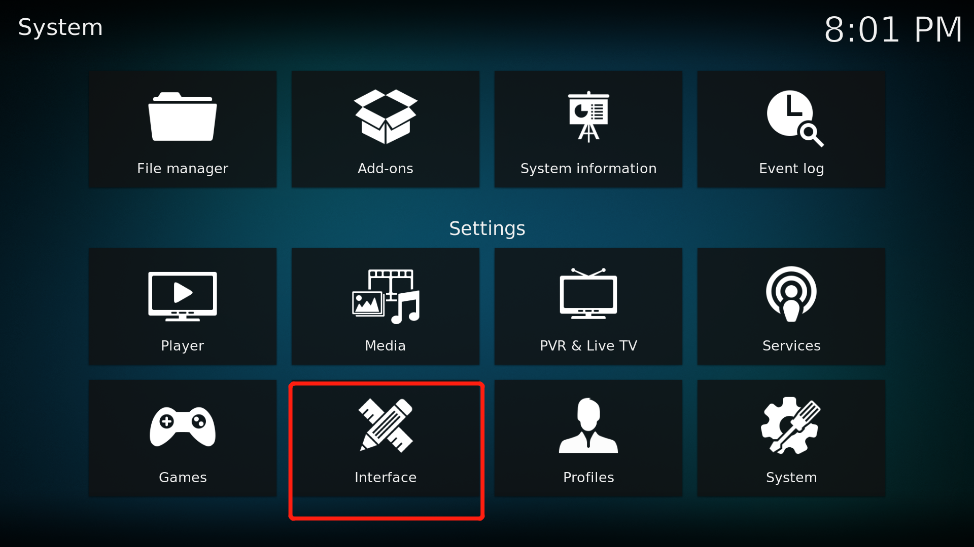 System
8:01 PM
File manager
Add-ons
System information
Event log
Settings
Player
Media
PVR & Live TV
Services
Games
Interface
Profiles
System